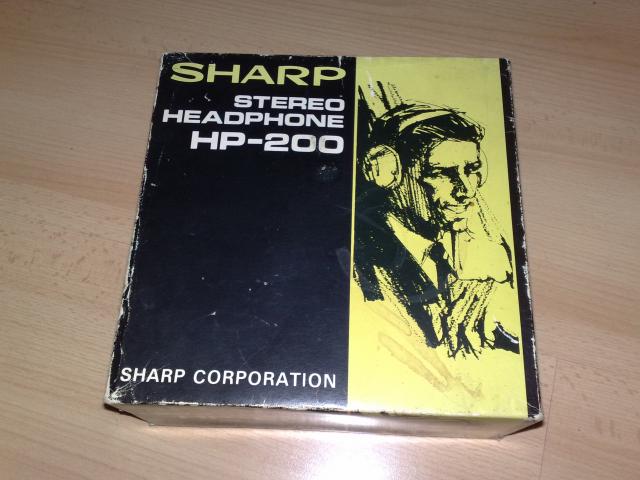 SHARP
STEREO
HEADPHONE
HP-200
SHARP CORPORATION